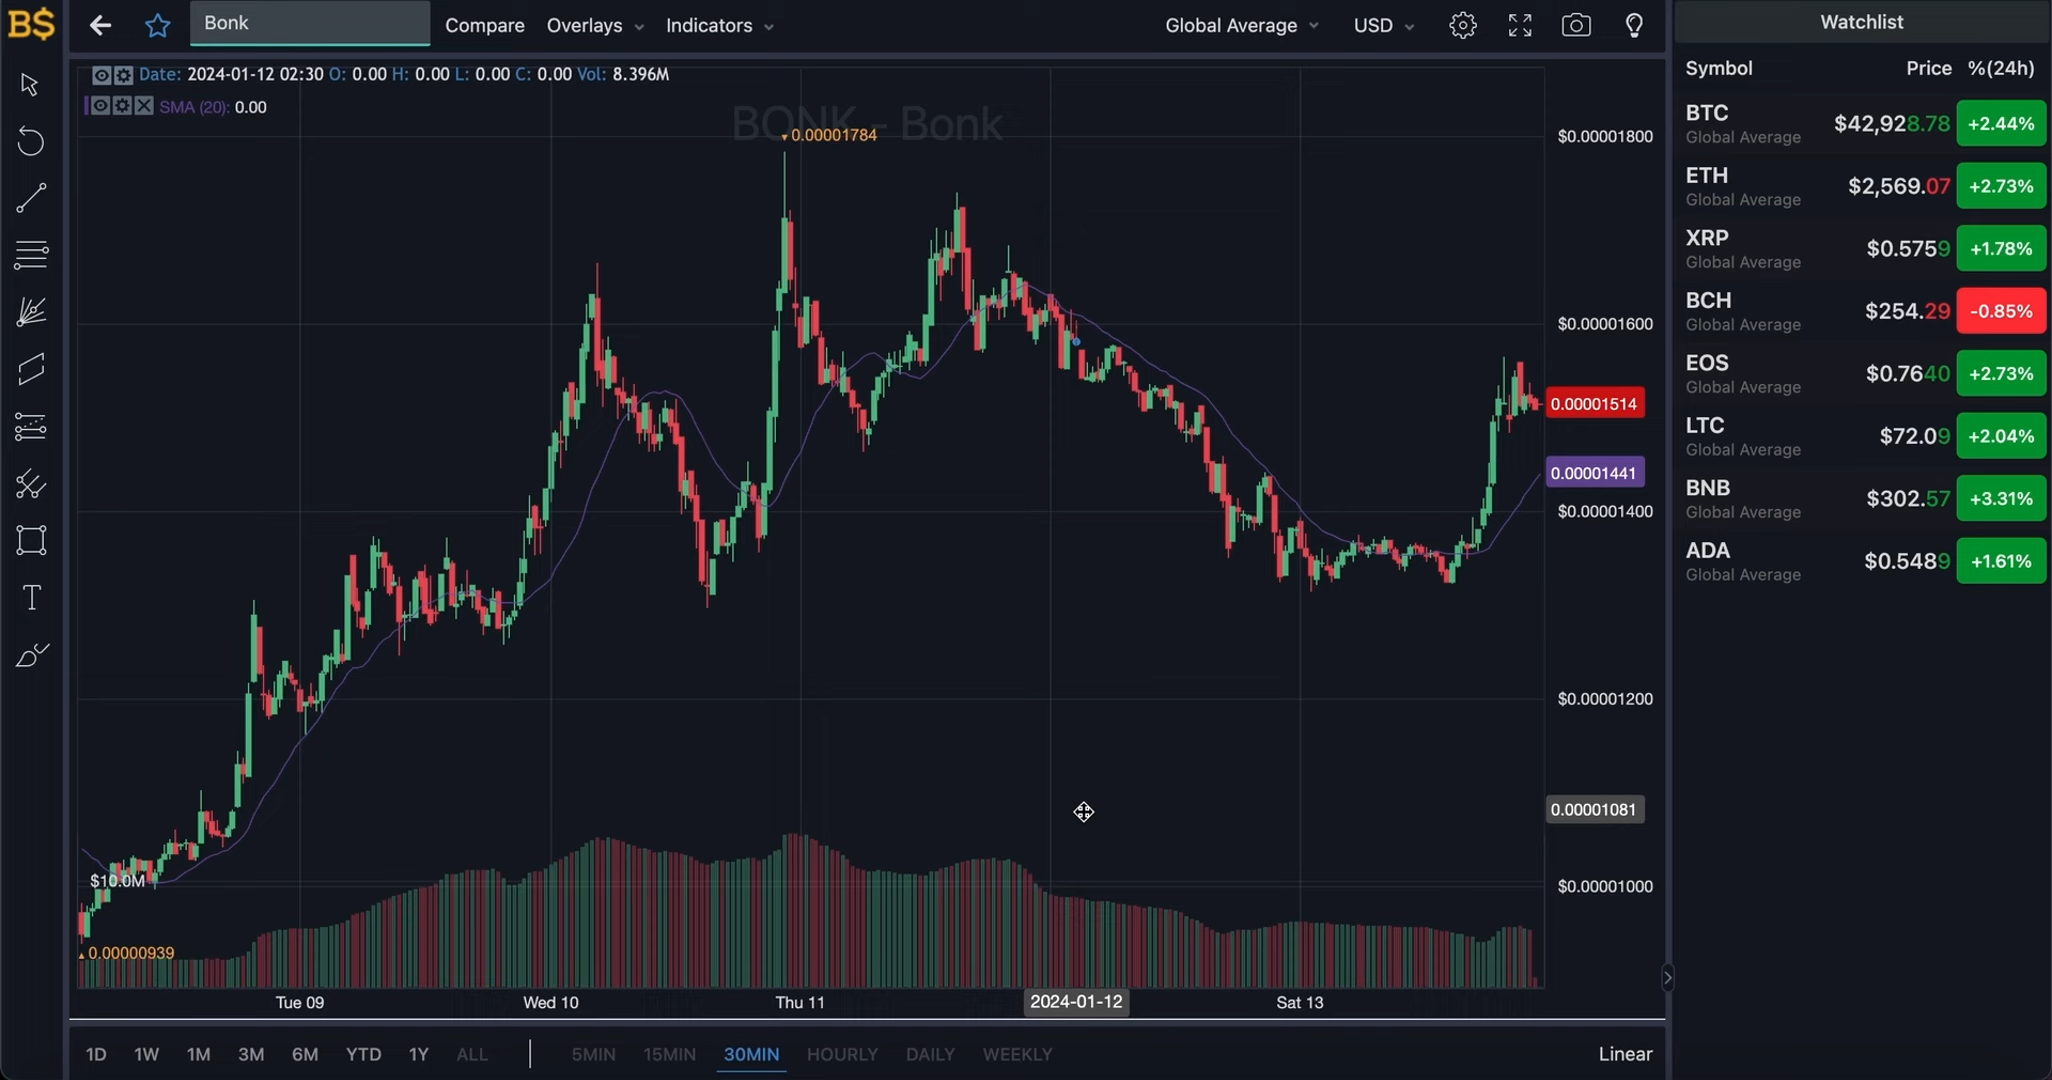 B$
Bonk
Compare
Overlays
Indicators
Global Average
USD
Watchlist
Date: 2024-01-12 02:30 O: 0.00 H: 0.00 L: 0.00 C: 0.00 Vol: 8.396M
SMA (20): 0.00
BONK - Bonk
0.00001784
$0.00001800
$0.00001600
0.00001514
0.00001441
$0.00001400
$0.00001200
0.00001081
$0.00001000
$10.0M
0.00000939
Tue 09
Wed 10
Thu 11
2024-01-12
Sat 13
1D 1W 1M 3M 6M YTD 1Y ALL
5MIN 15MIN 30MIN HOURLY DAILY WEEKLY
Linear
Symbol Price %(24h)
BTC $42,928.78 +2.44%
Global Average
ETH $2,569.07 +2.73%
Global Average
XRP $0.5759 +1.78%
Global Average
BCH $254.29 -0.85%
Global Average
EOS $0.7640 +2.73%
Global Average
LTC $72.09 +2.04%
Global Average
BNB $302.57 +3.31%
Global Average
ADA $0.5489 +1.61%
Global Average
T